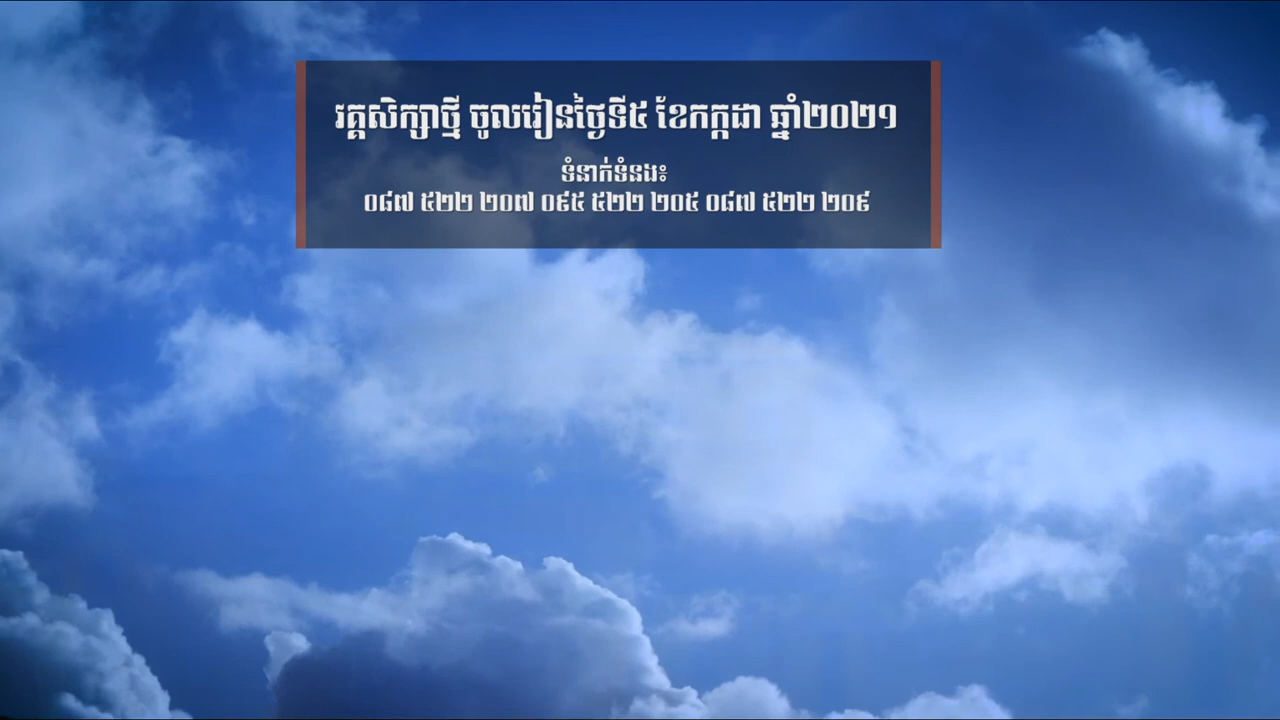 វគ្គសិក្សាថ្មី ចូលរៀនថ្ងៃទី៥ ខែកក្កដា ឆ្នាំ២០២១
ទំនាក់ទំនង៖
០៨៧ ៥២២ ២០៧ ០៩៥ ៥២២ ២០៥ ០៨៧ ៥២២ ២០៩